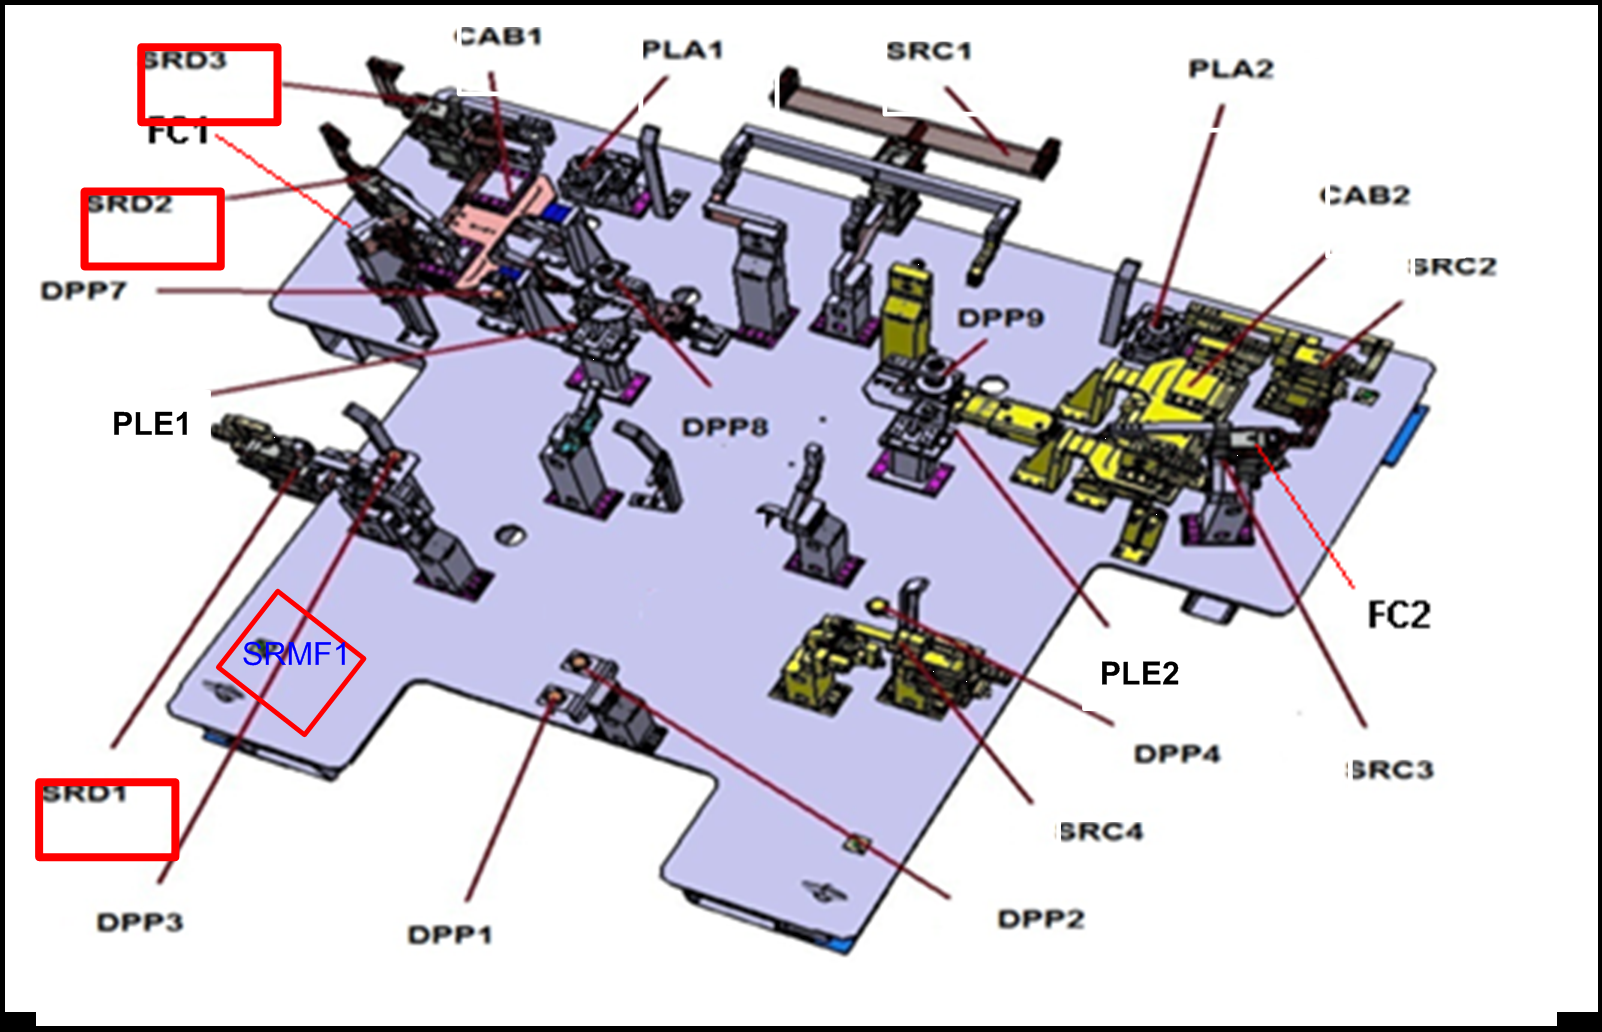 CAB1
PLA1
SRC1
SRD3
PLA2
FC1
CAB2
SRD2
SRC2
DPP7
DPP9
PLE1
DPP8
FC2
SRMF1
PLE2
DPP4
SRC3
SRD1
SRC4
DPP3
DPP1
DPP2